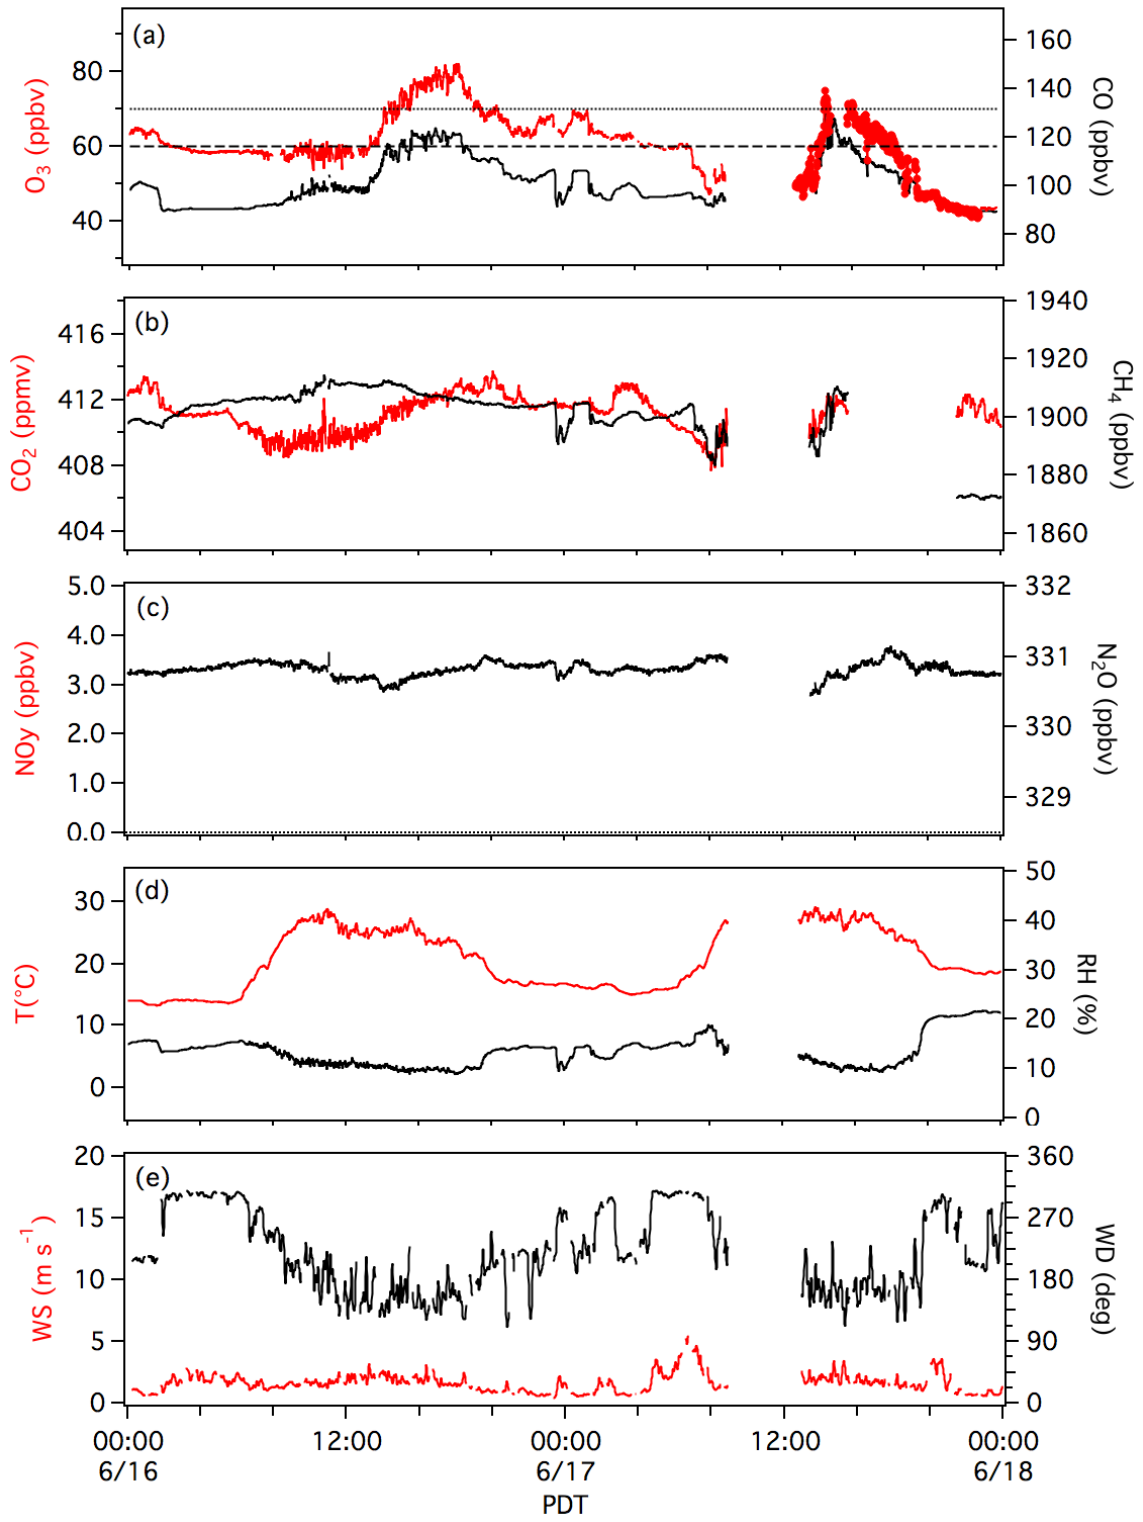 (a)
80
60
40
O3 (ppbv)
160
140
120
100
80
CO (ppbv)
(b)
416
412
408
404
CO2 (ppmv)
1940
1920
1900
1880
1860
CH4 (ppbv)
(c)
5.0
4.0
3.0
2.0
1.0
0.0
NOy (ppbv)
332
331
330
329
N2O (ppbv)
(d)
30
20
10
0
T(°C)
50
40
30
20
10
0
RH (%)
(e)
20
15
10
5
0
WS (m s-1)
360
270
180
90
0
WD (deg)
00:00 12:00 00:00 12:00 00:00
6/16 6/17 6/18
PDT